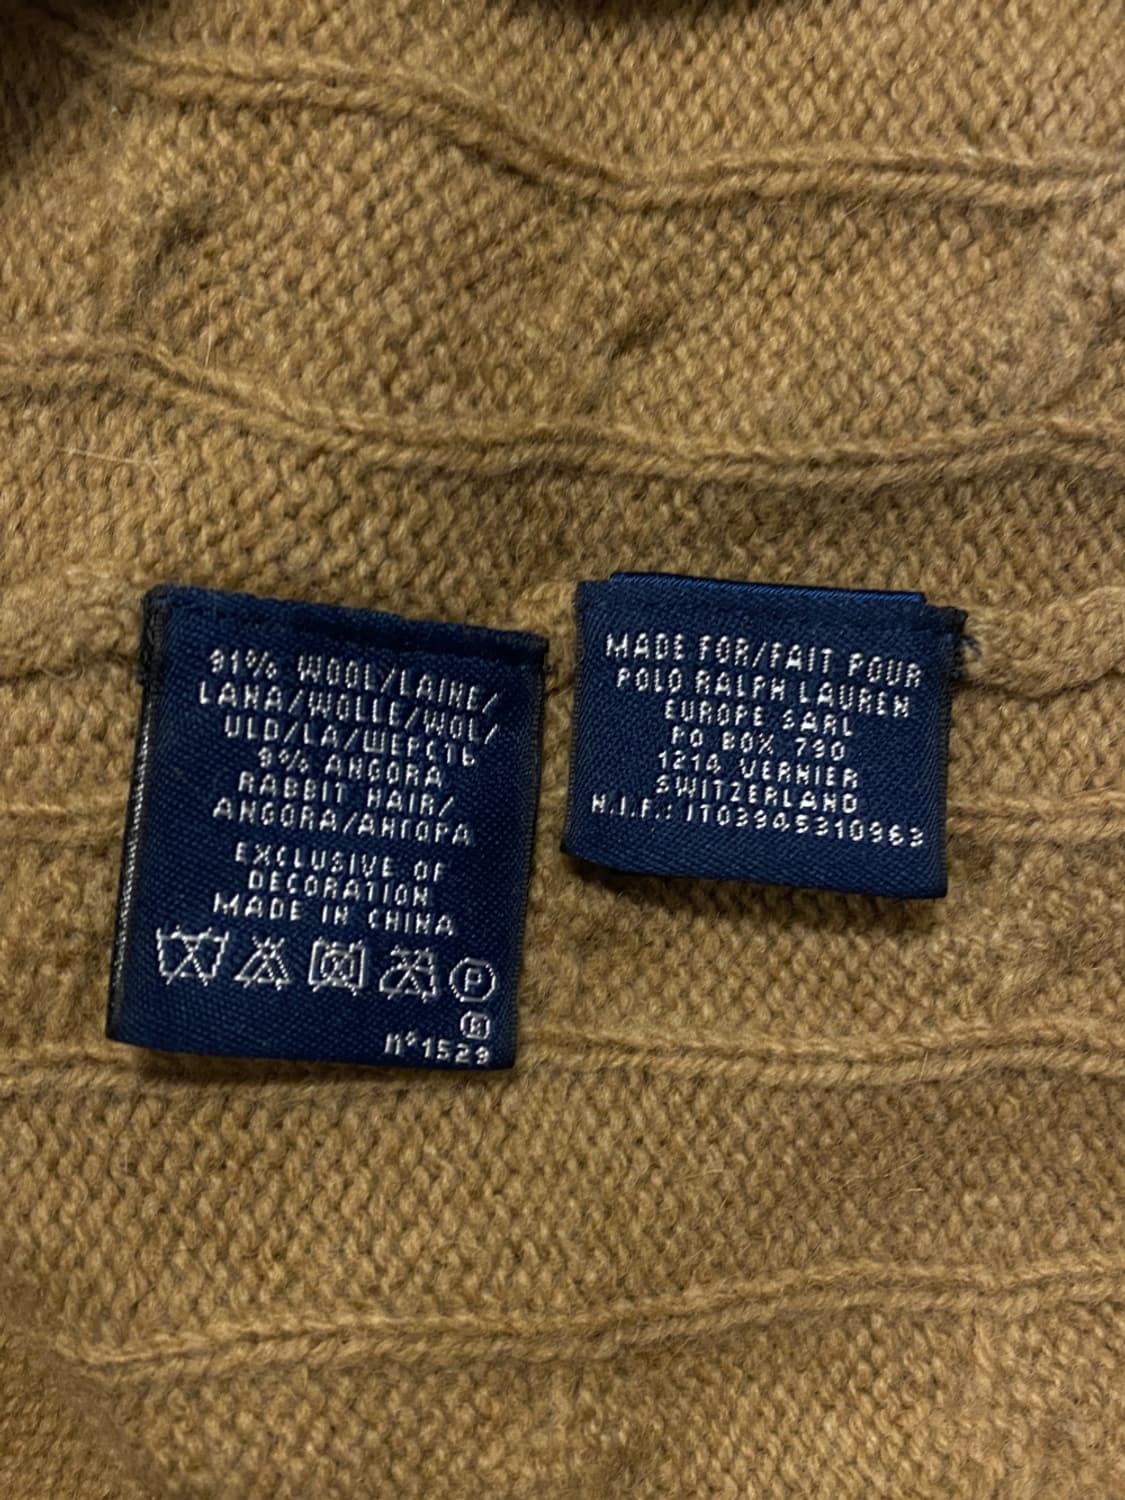 91% WOOL/LAINE/
LANA/WOLLE/WOL/
ULD/LA/ШЕРСТЬ
9% ANGORA
RABBIT HAIR/
ANGORA/АНГОРА
EXCLUSIVE OF
DECORATION
MADE IN CHINA
P
n°1529
MADE FOR/FAIT POUR
POLO RALPH LAUREN
EUROPE SARL
PO BOX 790
1214 VERNIER
SWITZERLAND
N.I.F.: IT03945310963